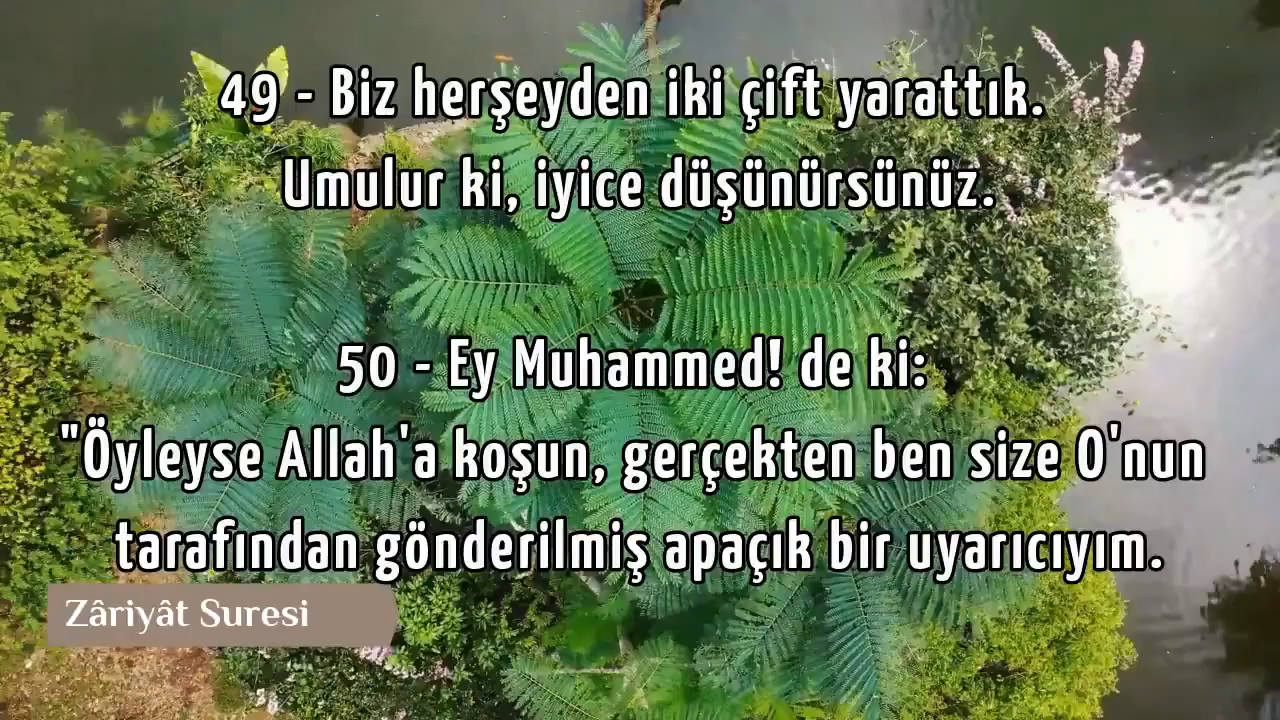 49 - Biz herşeyden iki çift yarattık.
Umulur ki, iyice düşünürsünüz.
50 - Ey Muhammed! de ki:
"Öyleyse Allah'a koşun, gerçekten ben size O'nun
tarafından gönderilmiş apaçık bir uyarıcıyım.
Zâriyât Suresi